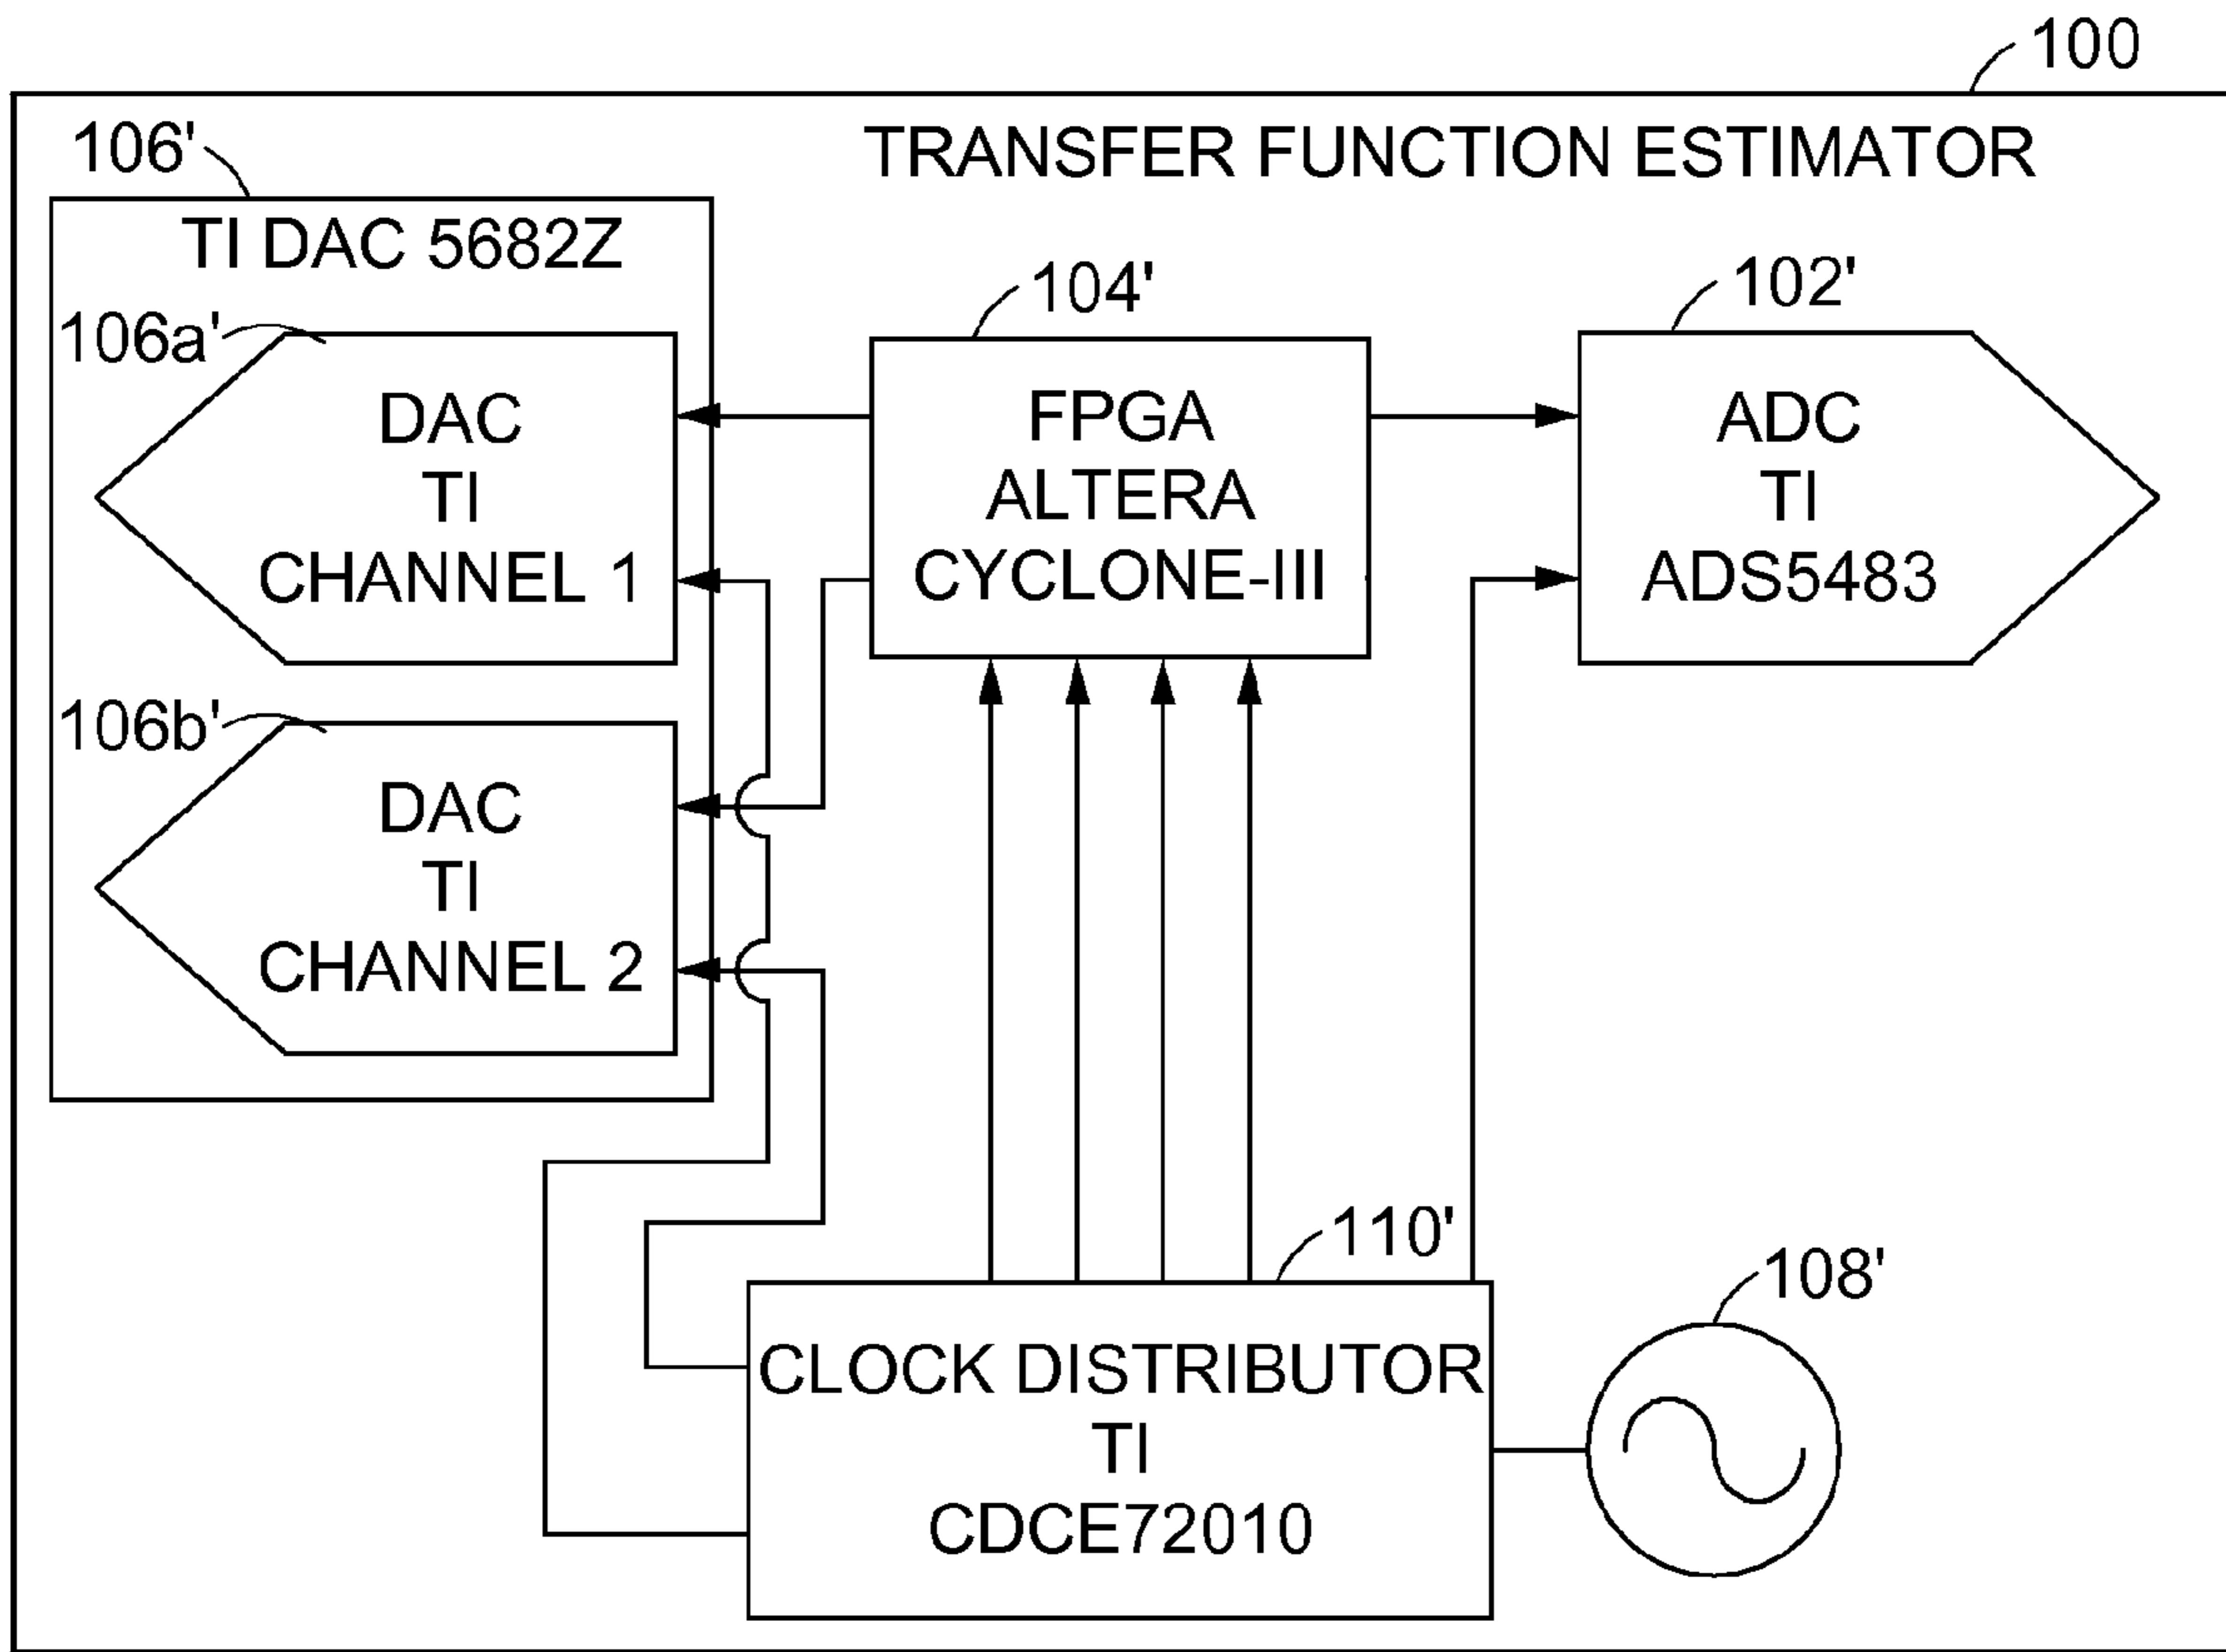 100
TRANSFER FUNCTION ESTIMATOR
106'
TI DAC 5682Z
106a'
DAC
TI
CHANNEL 1
104'
FPGA
ALTERA
CYCLONE-III
102'
ADC
TI
ADS5483
106b'
DAC
TI
CHANNEL 2
110'
CLOCK DISTRIBUTOR
TI
CDCE72010
108'